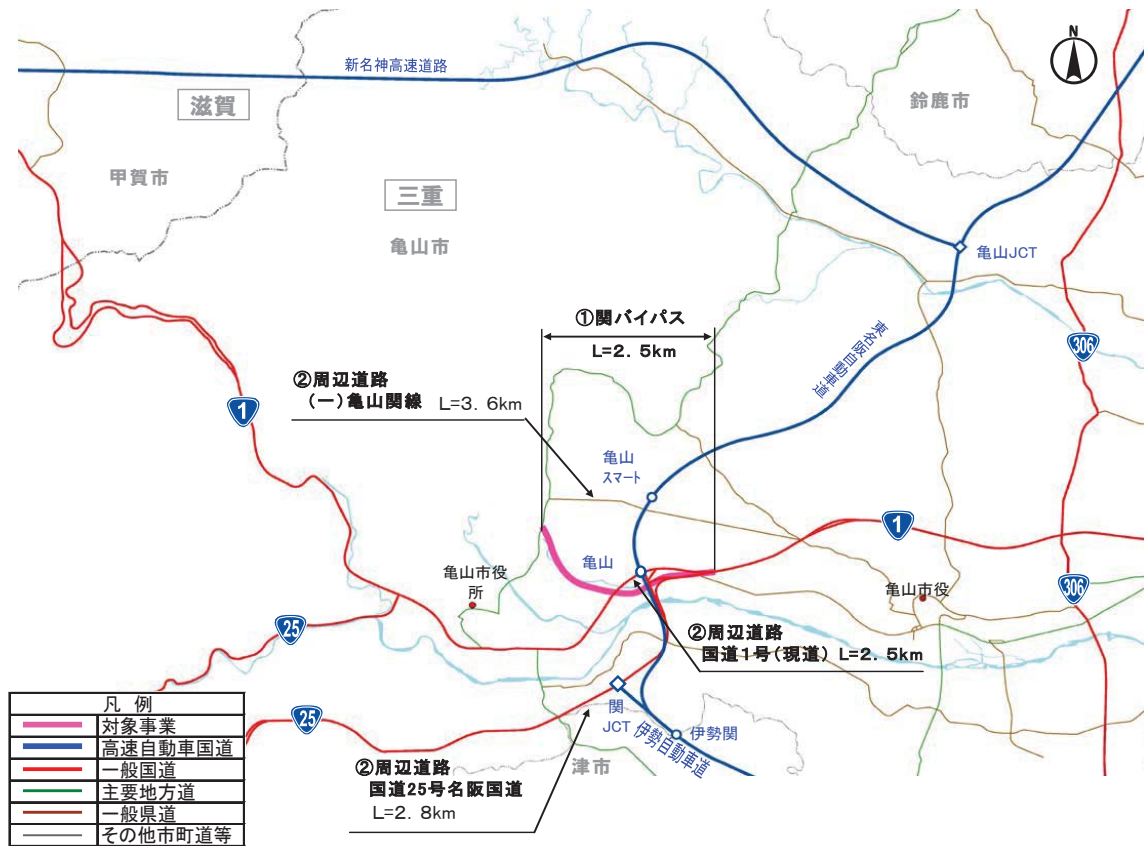 新名神高速道路
N
滋賀
鈴鹿市
甲賀市
三重
亀山市
亀山JCT
①関バイパス
L=2. 5km
306
東名阪自動車道
②周辺道路
(一)亀山関線 L=3. 6km
1
亀山
スマート
1
亀山
亀山市役
所
亀山市役
306
25
②周辺道路
国道1号(現道) L=2. 5km
関
JCT
伊勢関
伊勢自動車道
25
津市
②周辺道路
国道25号名阪国道
L=2. 8km
凡 例
対象事業
高速自動車国道
一般国道
主要地方道
一般県道
その他市町道等